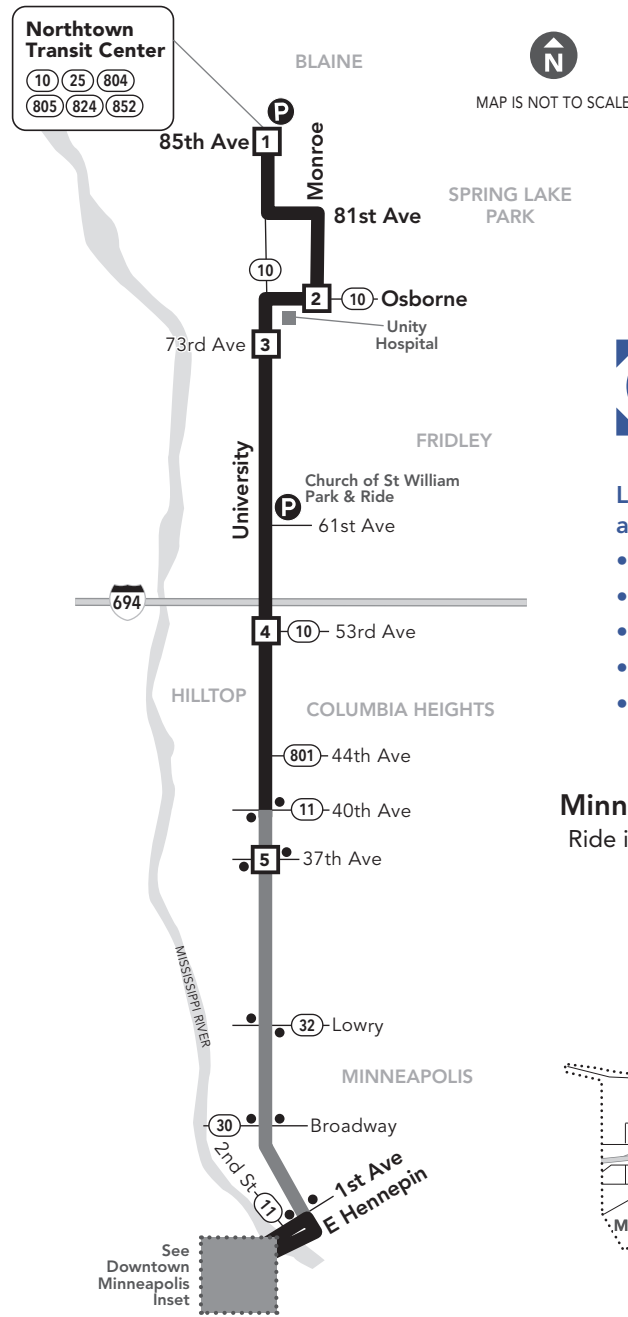 Northtown
Transit Center
10 25 804
805 824 852
BLAINE
N
MAP IS NOT TO SCALE
P
85th Ave
1
Monroe
SPRING LAKE
PARK
81st Ave
10
2
10
Osborne
Unity
Hospital
73rd Ave
3
FRIDLEY
University
Church of St William
Park & Ride
P
61st Ave
L
a
694
4
10
53rd Ave
HILLTOP
COLUMBIA HEIGHTS
801
44th Ave
11
40th Ave
Minn
Ride i
5
37th Ave
MISSISSIPPI RIVER
32
Lowry
MINNEAPOLIS
30
Broadway
2nd St
11
1st Ave
E Hennepin
M
See
Downtown
Minneapolis
Inset